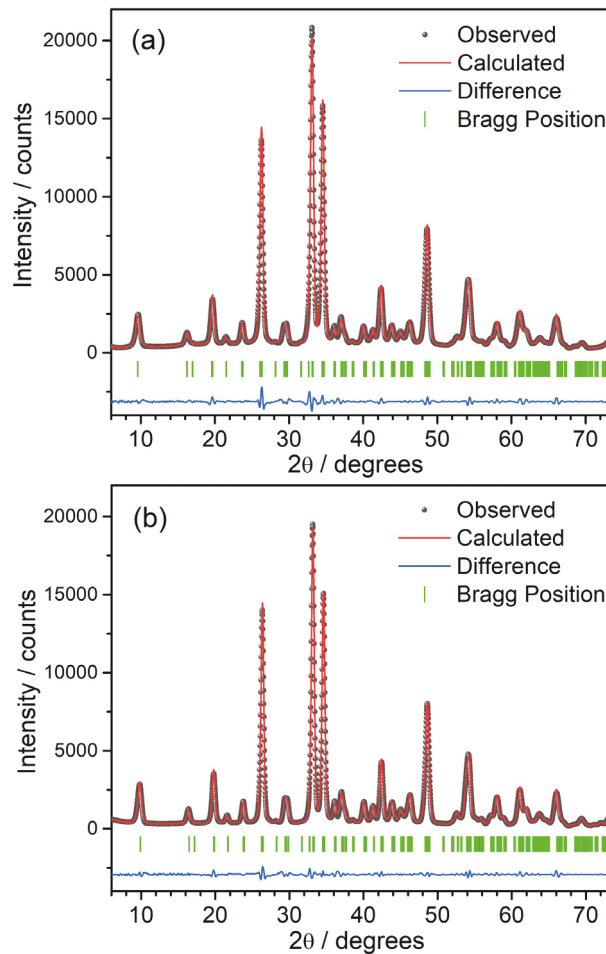 (a)
Observed
Calculated
Difference
Bragg Position
Intensity / counts
20000
15000
10000
5000
0
10 20 30 40 50 60 70
2θ / degrees
(b)
Observed
Calculated
Difference
Bragg Position
Intensity / counts
20000
15000
10000
5000
0
10 20 30 40 50 60 70
2θ / degrees